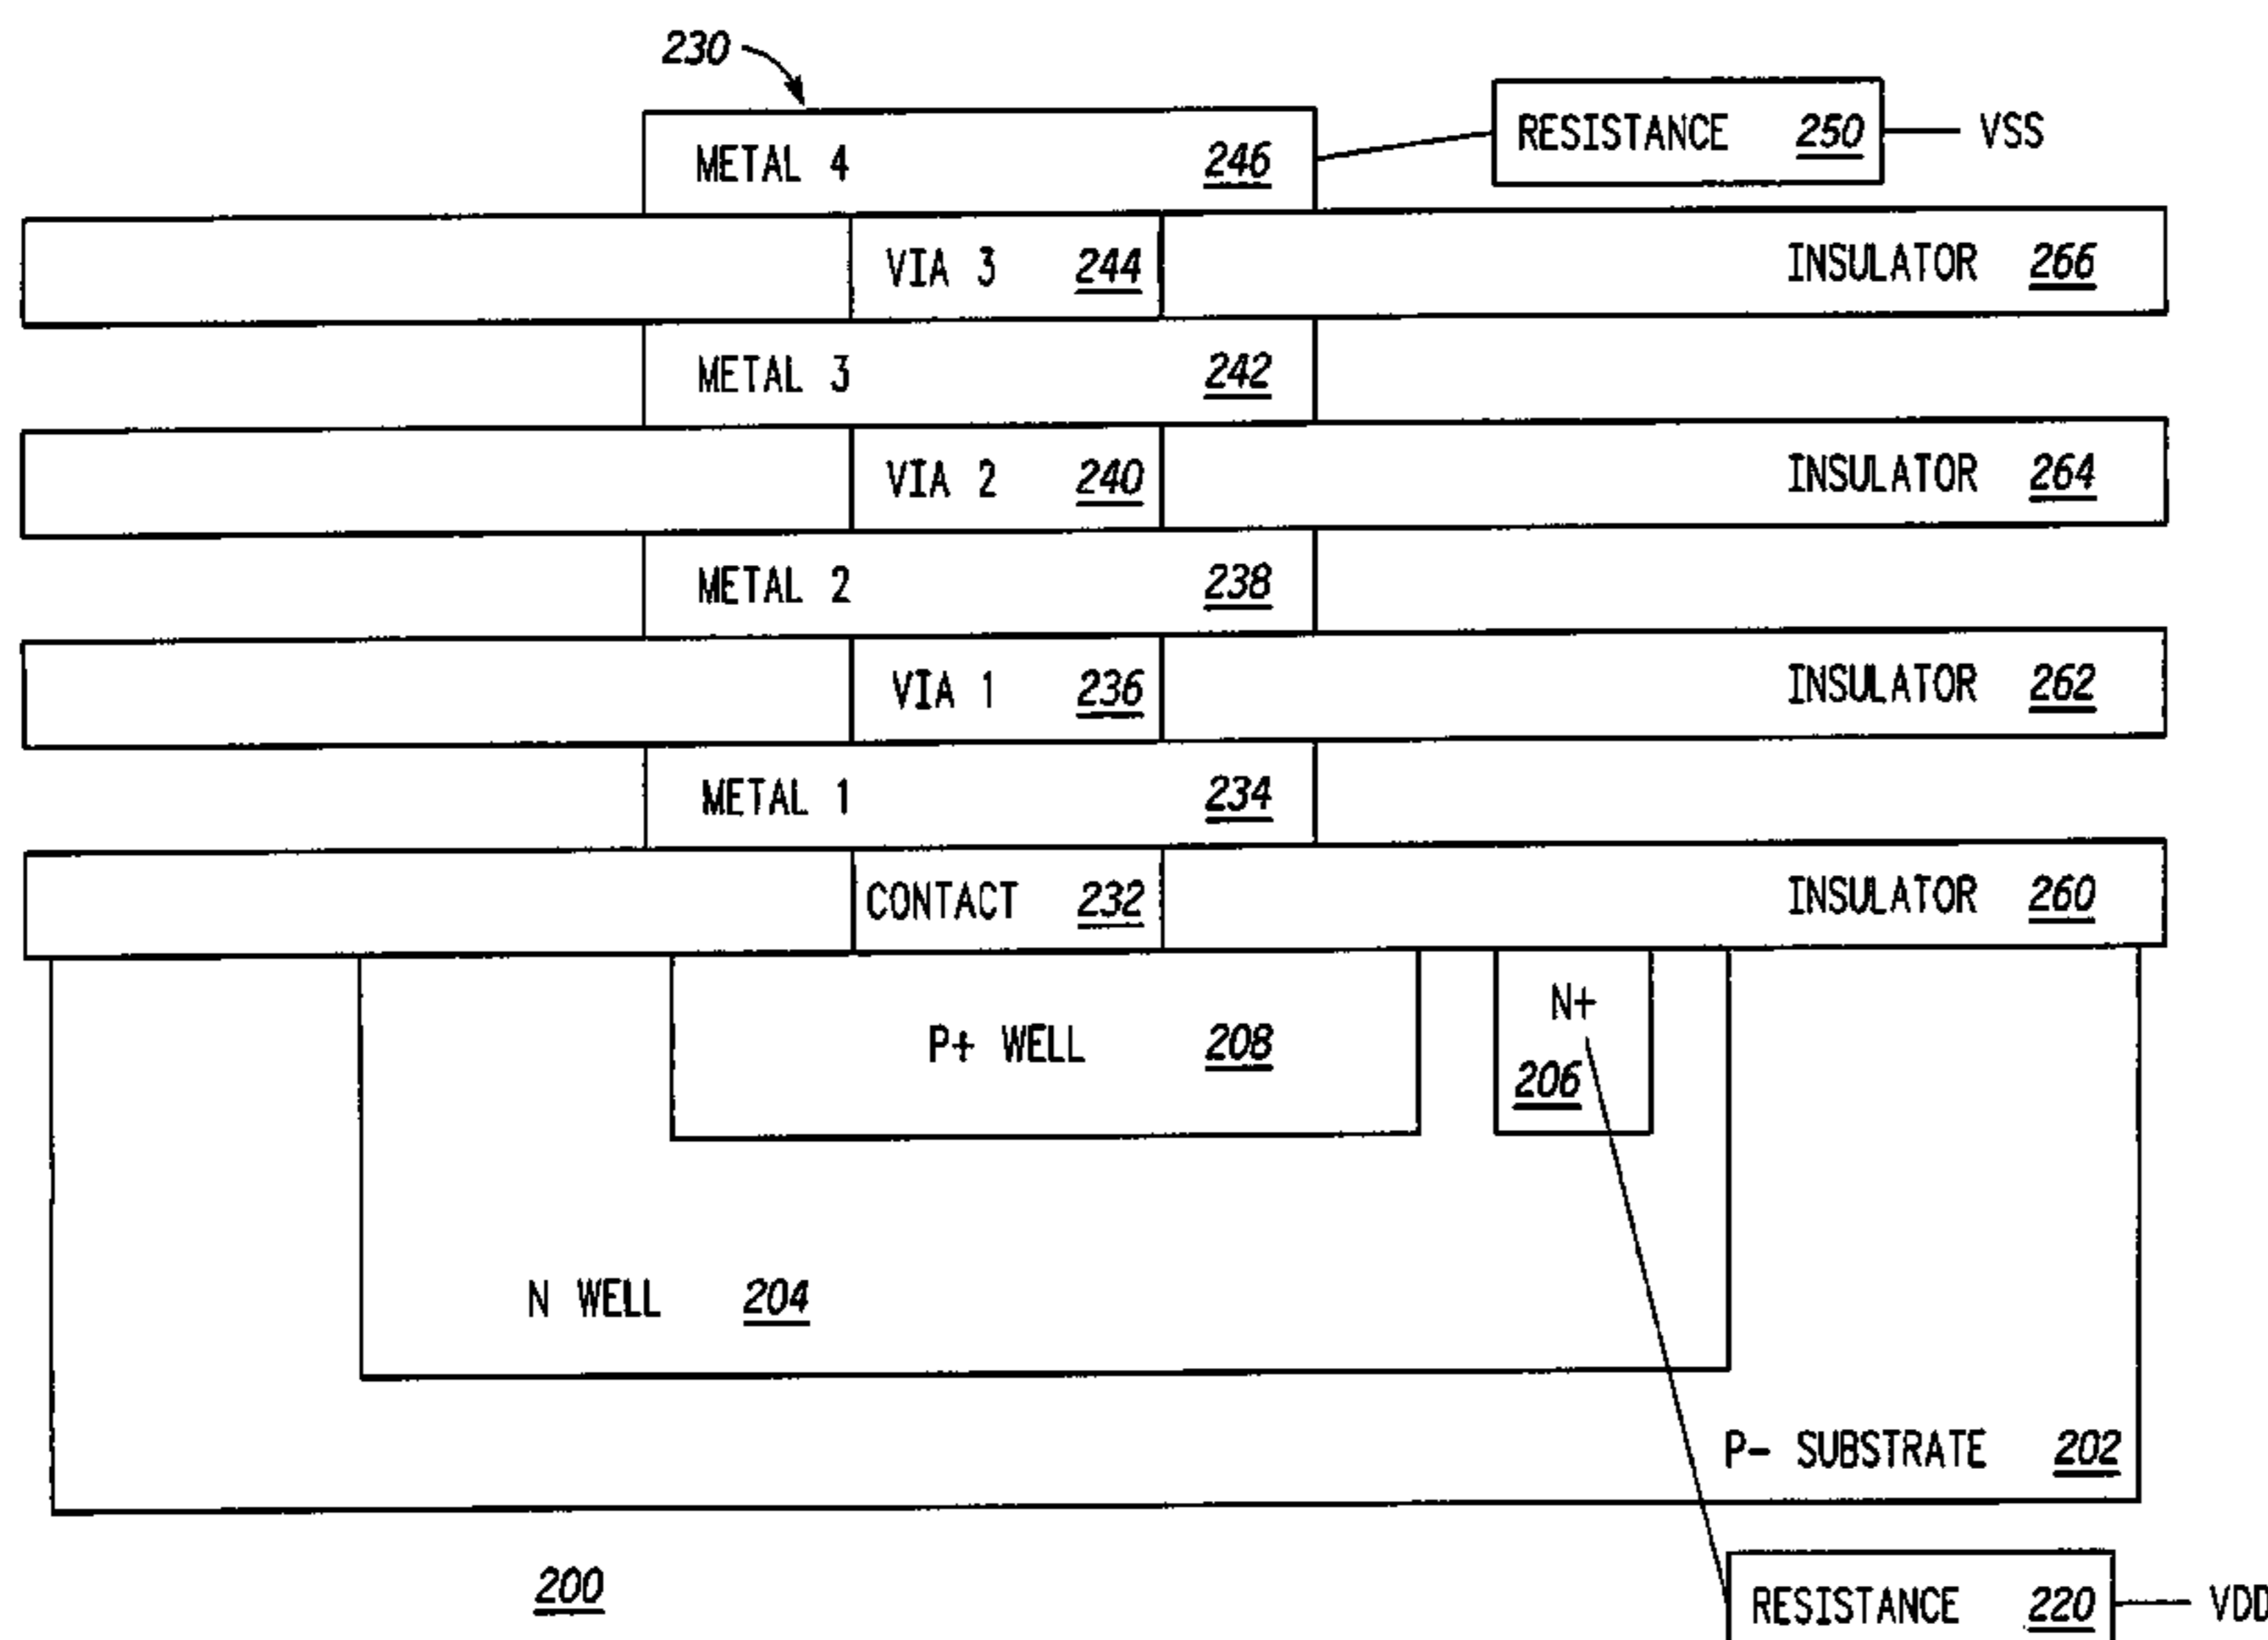 230
RESISTANCE 250 VSS
METAL 4 246
VIA 3 244 INSULATOR 266
METAL 3 242
VIA 2 240 INSULATOR 264
METAL 2 238
VIA 1 236 INSULATOR 262
METAL 1 234
CONTACT 232 INSULATOR 260
N+
P+ WELL 208
206
N WELL 204
P- SUBSTRATE 202
200
RESISTANCE 220 VDD